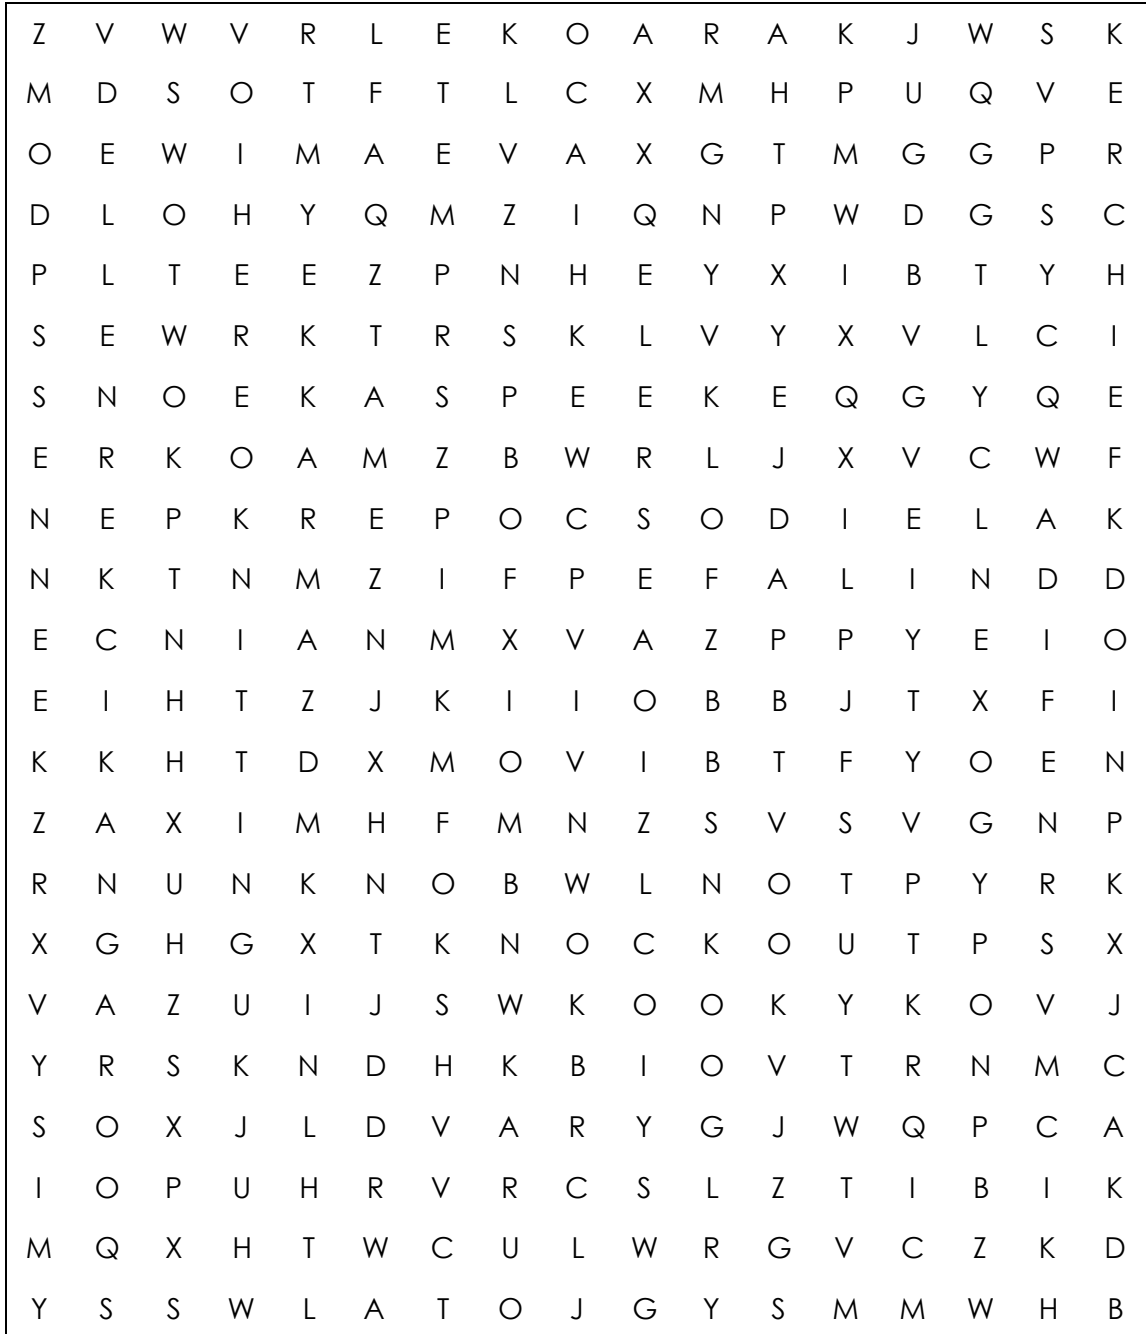 Z V W V R L E K O A R A K J W S K
M D S O T F T L C X M H P U Q V E
O E W I M A E V A X G T M G G P R
D L O H Y Q M Z I Q N P W D G S C
P L T E E Z P N H E Y X I B T Y H
S E W R K T R S K L V Y X V L C I
S N O E K A S P E E K E Q G Y Q E
E R K O A M Z B W R L J X V C W F
N E P K R E P O C S O D I E L A K
N K T N M Z I F P E F A L I N D D
E C N I A N M X V A Z P P Y E I O
E I H T Z J K I I O B B J T X F I
K K H T D X M O V I B T F Y O E N
Z A X I M H F M N Z S V S V G N P
R N U N K N O B W L N O T P Y R K
X G H G X T K N O C K O U T P S X
V A Z U I J S W K O O K Y K O V J
Y R S K N D H K B I O V T R N M C
S O X J L D V A R Y G J W Q P C A
I O P U H R V R C S L Z T I B I K
M Q X H T W C U L W R G V C Z K D
Y S S W L A T O J G Y S M M W H B